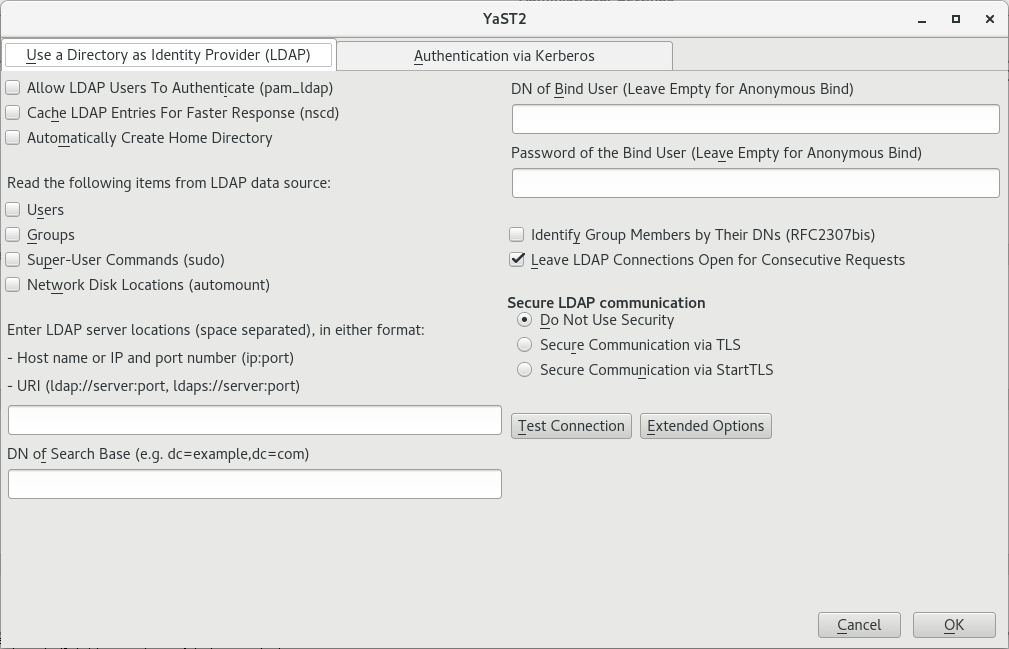 YaST2
Use a Directory as Identity Provider (LDAP)
Authentication via Kerberos
Allow LDAP Users To Authenticate (pam_ldap)
Cache LDAP Entries For Faster Response (nscd)
Automatically Create Home Directory
Read the following items from LDAP data source:
Users
Groups
Super-User Commands (sudo)
Network Disk Locations (automount)
Enter LDAP server locations (space separated), in either format:
- Host name or IP and port number (ip:port)
- URI (ldap://server:port, ldaps://server:port)
DN of Search Base (e.g. dc=example,dc=com)
DN of Bind User (Leave Empty for Anonymous Bind)
Password of the Bind User (Leave Empty for Anonymous Bind)
Identify Group Members by Their DNs (RFC2307bis)
Leave LDAP Connections Open for Consecutive Requests
Secure LDAP communication
Do Not Use Security
Secure Communication via TLS
Secure Communication via StartTLS
Test Connection
Extended Options
Cancel
OK